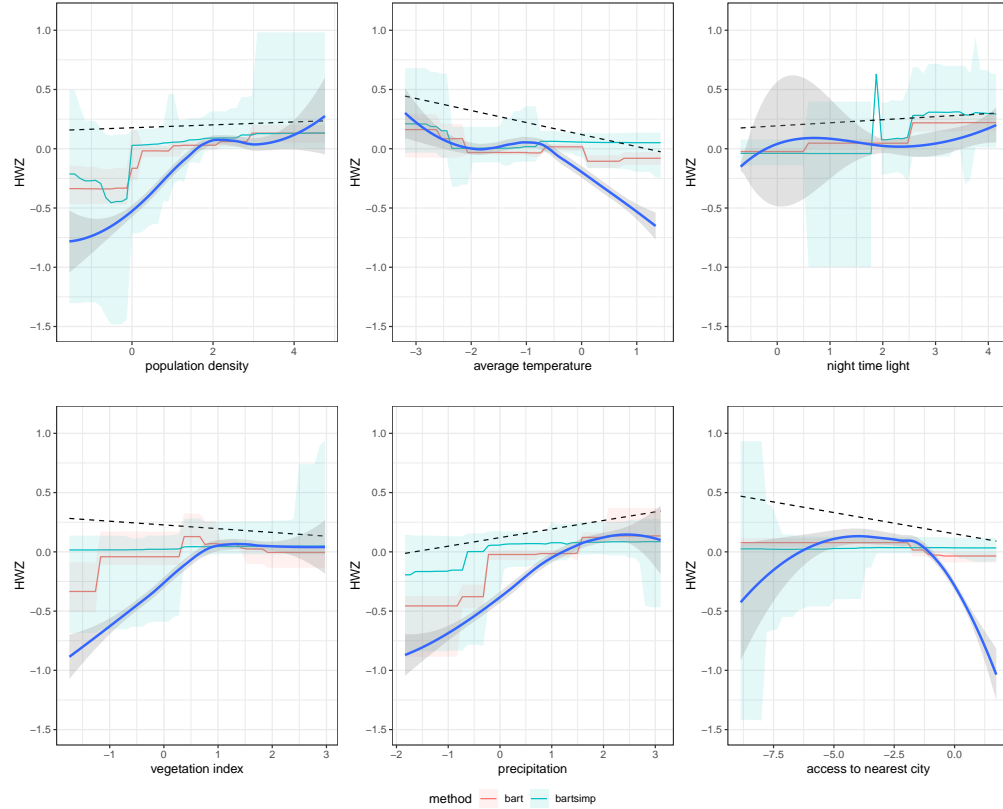 1.0
0.5
0.0
−0.5
−1.0
−1.5
HWZ
0 2 4
population density
1.0
0.5
0.0
−0.5
−1.0
−1.5
HWZ
−3 −2 −1 0 1
average temperature
1.0
0.5
0.0
−0.5
−1.0
−1.5
HWZ
0 1 2 3 4
night time light
1.0
0.5
0.0
−0.5
−1.0
−1.5
HWZ
−1 0 1 2 3
vegetation index
1.0
0.5
0.0
−0.5
−1.0
−1.5
HWZ
−2 −1 0 1 2 3
precipitation
1.0
0.5
0.0
−0.5
−1.0
−1.5
HWZ
−7.5 −5.0 −2.5 0.0
access to nearest city
method bart bartsimp